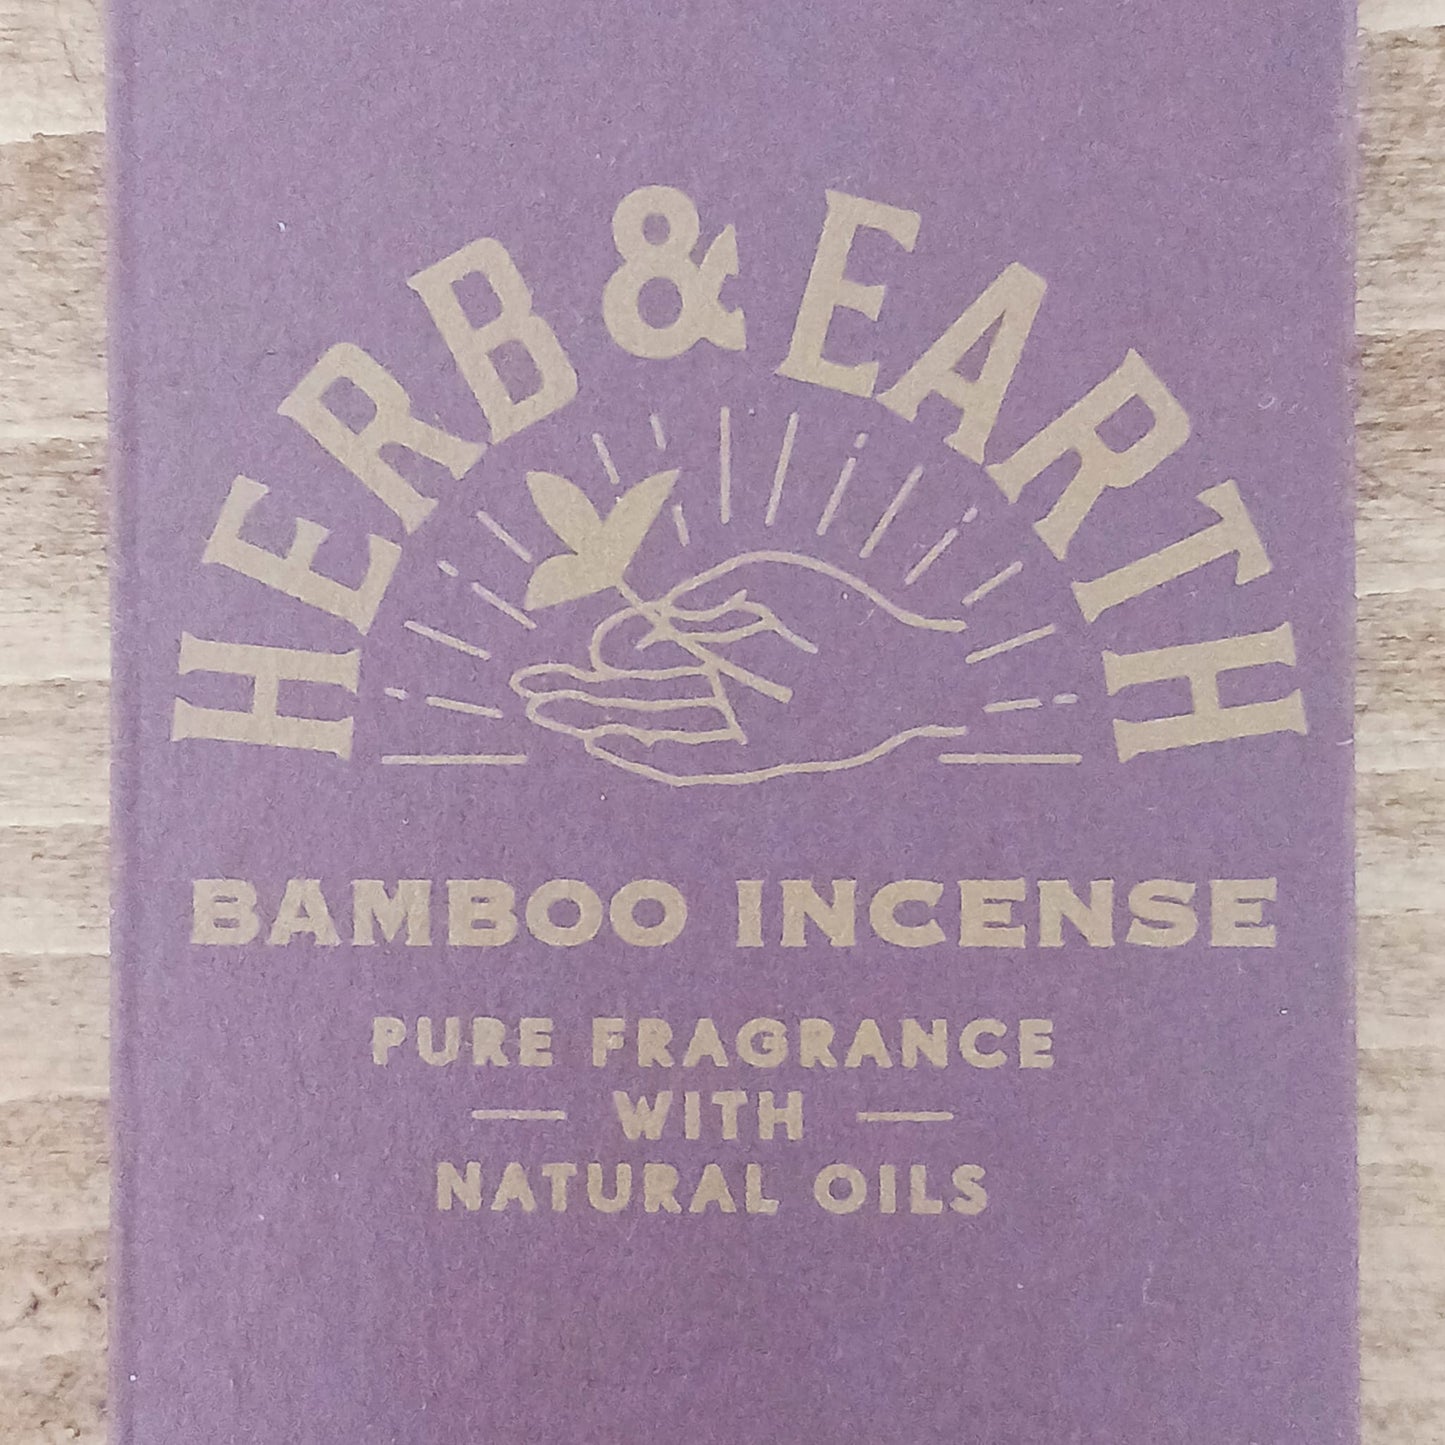 HERB & EARTH
BAMBOO INCENSE
PURE FRAGRANCE
WITH
NATURAL OILS